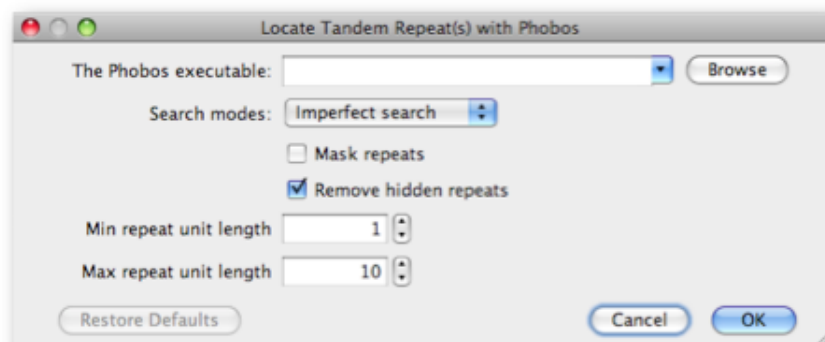 Locate Tandem Repeat(s) with Phobos
The Phobos executable: Browse
Search modes: Imperfect search
Mask repeats
Remove hidden repeats
Min repeat unit length 1
Max repeat unit length 10
Restore Defaults Cancel OK